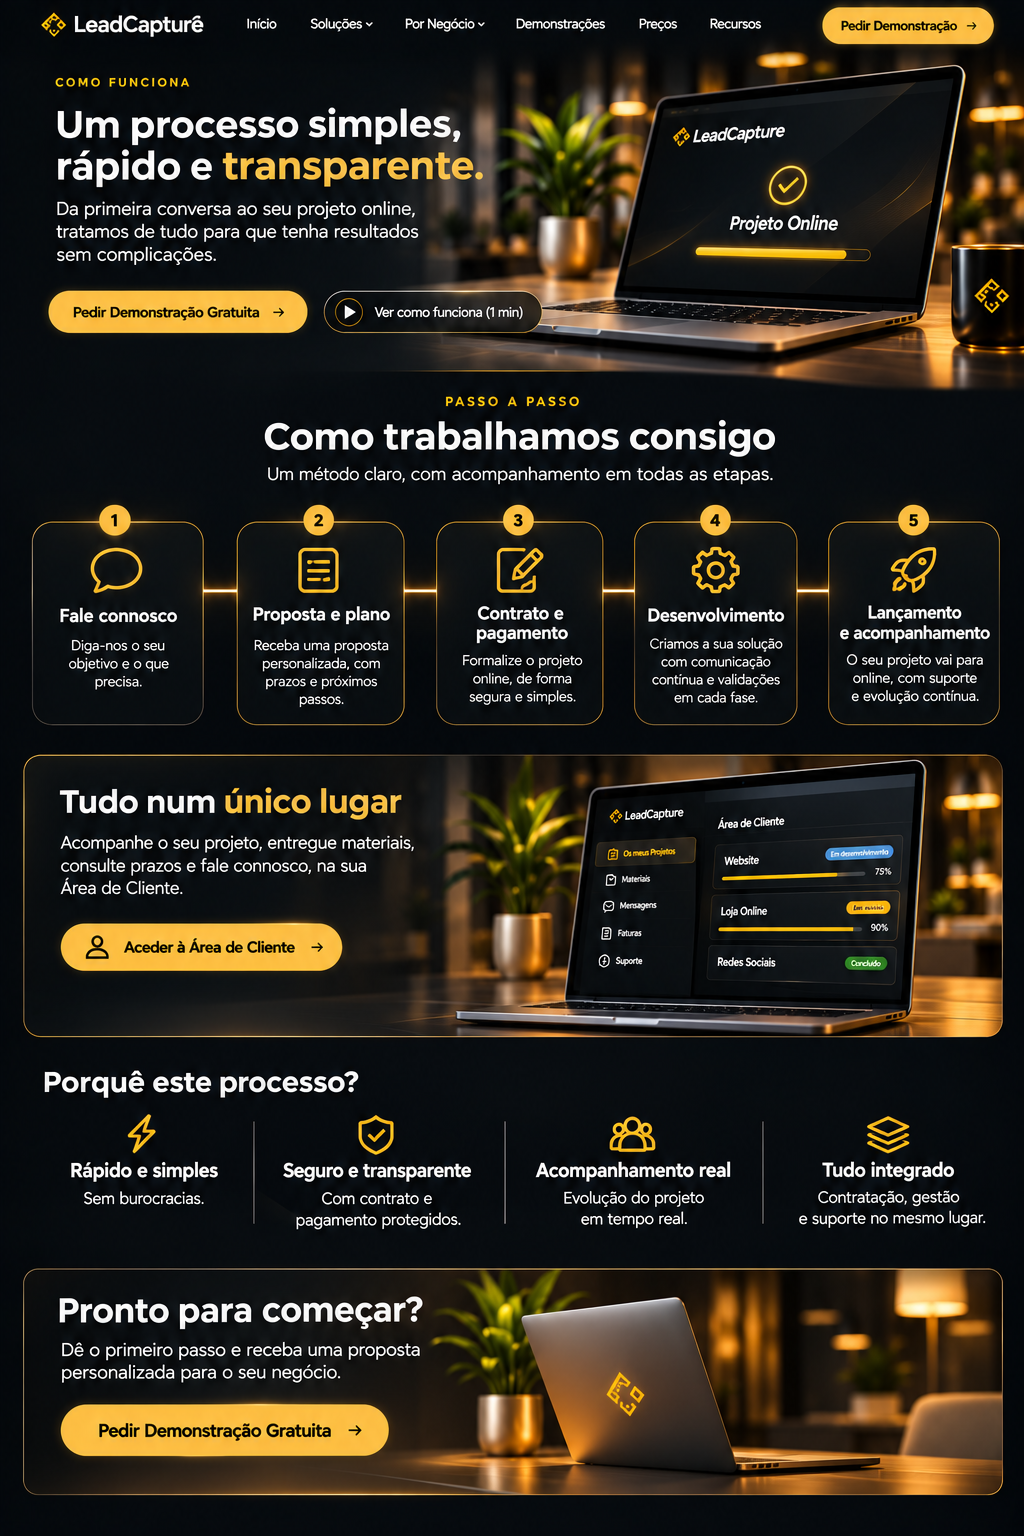 LeadCapturê
Início
Soluções
Por Negócio
Demonstrações
Preços
Recursos
Pedir Demonstração →
COMO FUNCIONA
Um processo simples,
rápido e transparente.
Da primeira conversa ao seu projeto online,
tratamos de tudo para que tenha resultados
sem complicações.
Pedir Demonstração Gratuita →
Ver como funciona (1 min)
LeadCapture
Projeto Online
PASSO A PASSO
Como trabalhamos consigo
Um método claro, com acompanhamento em todas as etapas.
1
Fale connosco
Diga-nos o seu
objetivo e o que
precisa.
2
Proposta e plano
Receba uma proposta
personalizada, com
prazos e próximos
passos.
3
Contrato e
pagamento
Formalize o projeto
online, de forma
segura e simples.
4
Desenvolvimento
Criamos a sua solução
com comunicação
contínua e validações
em cada fase.
5
Lançamento
e acompanhamento
O seu projeto vai para
online, com suporte
e evolução contínua.
Tudo num único lugar
Acompanhe o seu projeto, entregue materiais,
consulte prazos e fale connosco, na sua
Área de Cliente.
Aceder à Área de Cliente →
LeadCapture
Os meus Projetos
Materiais
Mensagens
Faturas
Suporte
Área de Cliente
Website
Em desenvolvimento
75%
Loja Online
90%
Redes Sociais
Concluído
Porquê este processo?
Rápido e simples
Sem burocracias.
Seguro e transparente
Com contrato e
pagamento protegidos.
Acompanhamento real
Evolução do projeto
em tempo real.
Tudo integrado
Contratação, gestão
e suporte no mesmo lugar.
Pronto para começar?
Dê o primeiro passo e receba uma proposta
personalizada para o seu negócio.
Pedir Demonstração Gratuita →